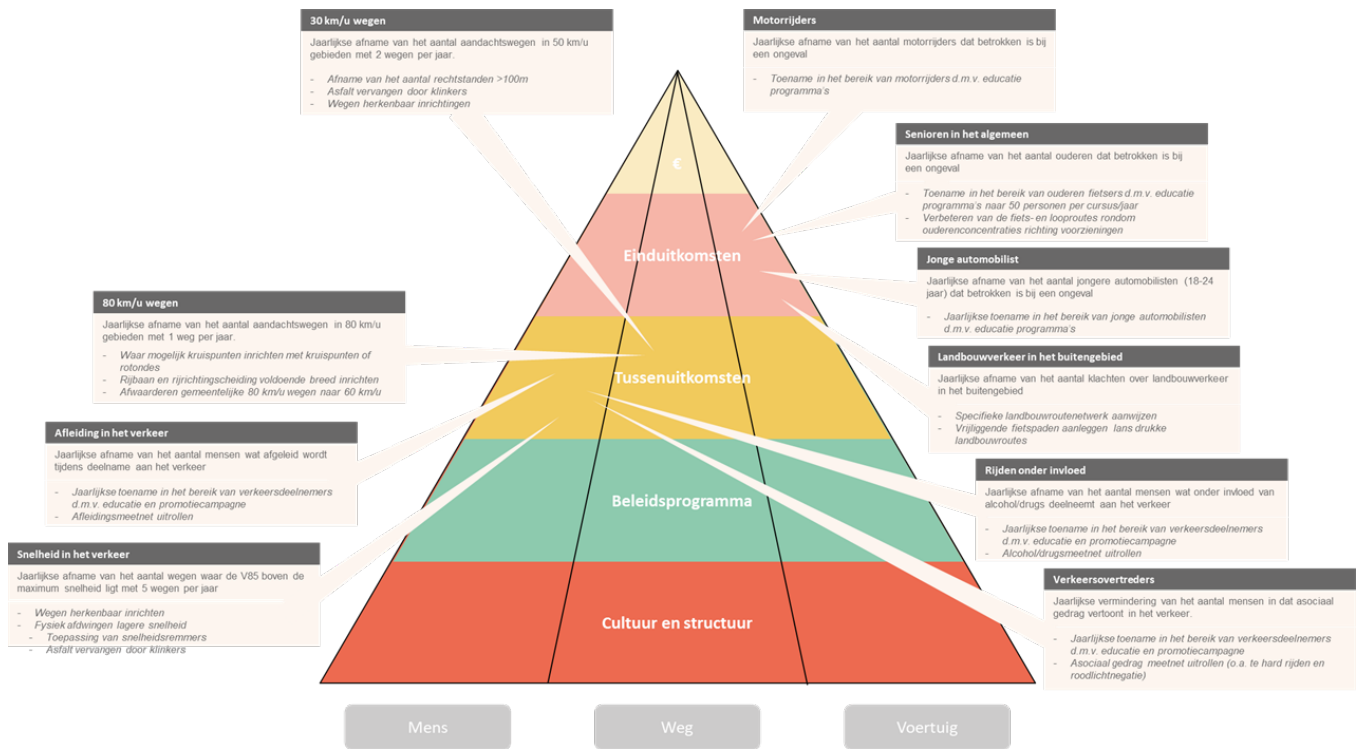 30 km/u wegen
Jaarlijkse afname van het aantal aandachtswegen in 50 km/u
gebieden met 2 wegen per jaar.
- Afname van het aantal rechtstanden >100m
- Asfalt vervangen door klinkers
- Wegen herkenbaar inrichtingen
80 km/u wegen
Jaarlijkse afname van het aantal aandachtswegen in 80 km/u
gebieden met 1 weg per jaar.
- Waar mogelijk kruispunten inrichten met kruispunten of
rotondes
- Rijbaan en rijrichtingscheiding voldoende breed inrichten
- Afwaarderen gemeentelijke 80 km/u wegen naar 60 km/u
Afleiding in het verkeer
Jaarlijkse afname van het aantal mensen wat afgeleid wordt
tijdens deelname aan het verkeer
- Jaarlijkse toename in het bereik van verkeersdeelnemers
d.m.v. educatie en promotiecampagne
- Afleidingsmeetnet uitrollen
Snelheid in het verkeer
Jaarlijkse afname van het aantal wegen waar de V85 boven de
maximum snelheid ligt met 5 wegen per jaar
- Wegen herkenbaar inrichten
- Fysiek afdwingen lagere snelheid
- Toepassing van snelheidsremmers
- Asfalt vervangen door klinkers
€
Einduitkomsten
Tussenuitkomsten
Beleidsprogramma
Cultuur en structuur
Mens
Weg
Voertuig
Motorrijders
Jaarlijkse afname van het aantal motorrijders dat betrokken is bij
een ongeval
- Toename in het bereik van motorrijders d.m.v. educatie
programma's
Senioren in het algemeen
Jaarlijkse afname van het aantal ouderen dat betrokken is bij
een ongeval
- Toename in het bereik van ouderen fietsers d.m.v. educatie
programma's naar 50 personen per cursus/jaar
- Verbeteren van de fiets- en looproutes rondom
ouderenconcentraties richting voorzieningen
Jonge automobilist
Jaarlijkse afname van het aantal jongere automobilisten (18-24
jaar) dat betrokken is bij een ongeval
- Jaarlijkse toename in het bereik van jonge automobilisten
d.m.v. educatie programma's
Landbouwverkeer in het buitengebied
Jaarlijkse afname van het aantal klachten over landbouwverkeer
in het buitengebied
- Specifieke landbouwroutenetwerk aanwijzen
- Vrijliggende fietspaden aanleggen lans drukke
landbouwroutes
Rijden onder invloed
Jaarlijkse afname van het aantal mensen wat onder invloed van
alcohol/drugs deelneemt aan het verkeer
- Jaarlijkse toename in het bereik van verkeersdeelnemers
d.m.v. educatie en promotiecampagne
- Alcohol/drugsmeetnet uitrollen
Verkeersovertreders
Jaarlijkse vermindering van het aantal mensen in dat asociaal
gedrag vertoont in het verkeer.
- Jaarlijkse toename in het bereik van verkeersdeelnemers
d.m.v. educatie en promotiecampagne
- Asociaal gedrag meetnet uitrollen (o.a. te hard rijden en
roodlichtnegatie)